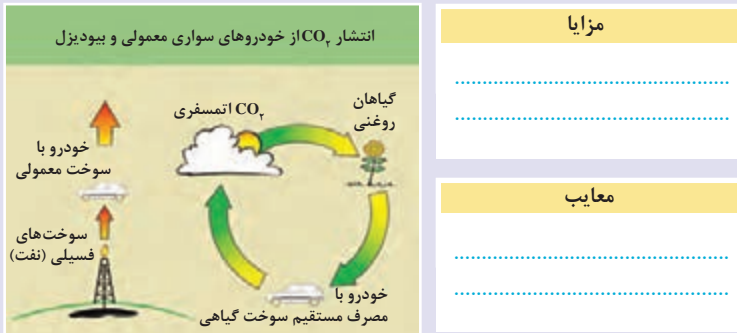 انتشار CO₂ از خودروهای سواری معمولی و بیودیزل
گیاهان
روغنی
CO₂ اتمسفری
خودرو با
سوخت معمولی
سوخت‌های
فسیلی (نفت)
خودرو با
مصرف مستقیم سوخت گیاهی
مزایا
..................................................
..................................................
معایب
..................................................
..................................................